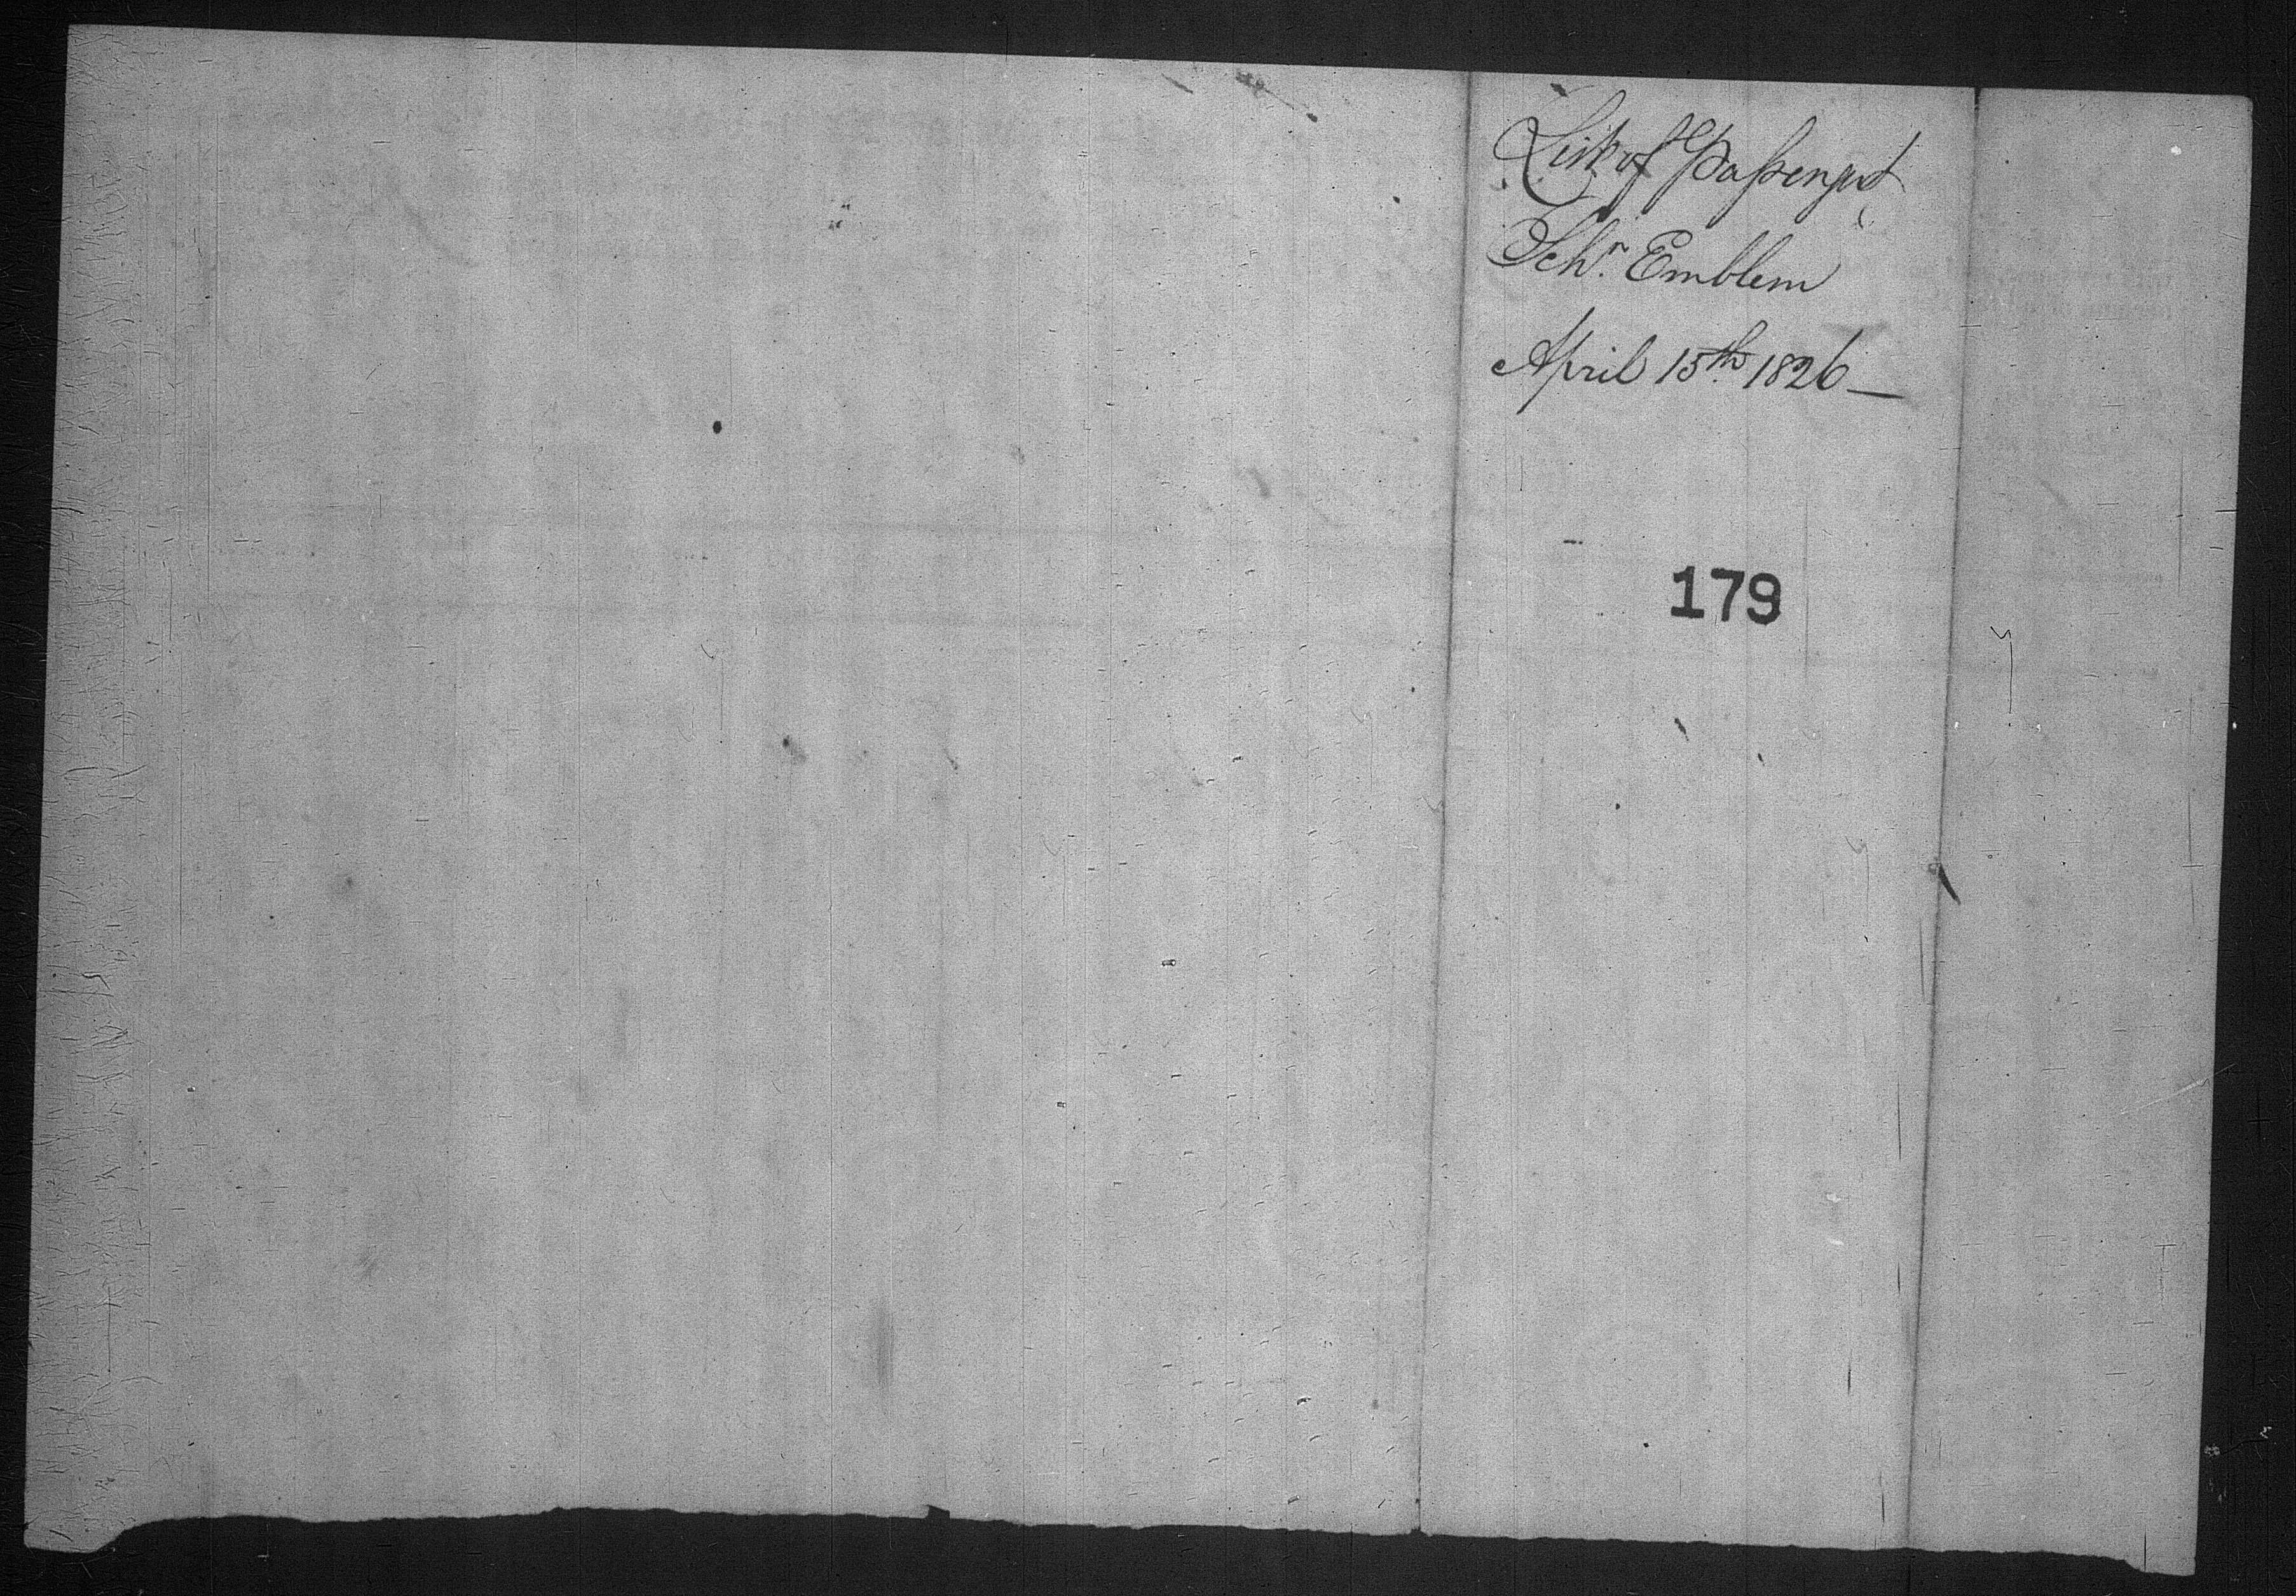 List of Passengers
Schr. Emblem
April 15th 1826 —
179